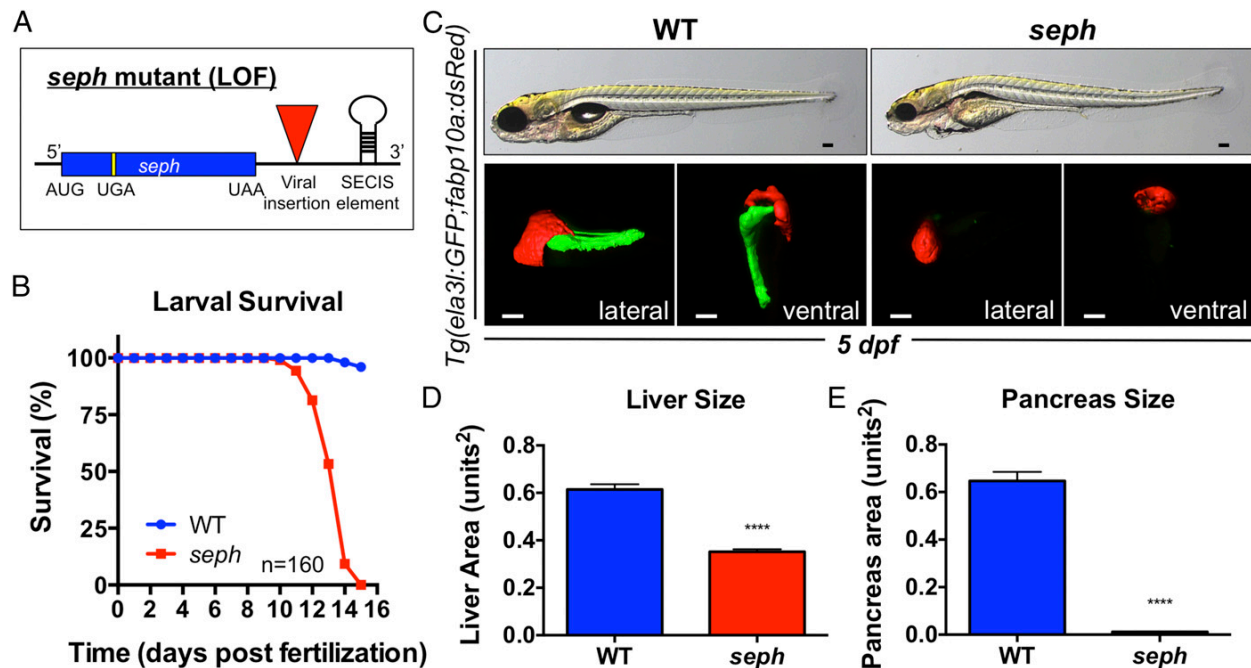 A
seph mutant (LOF)
5’
seph
3’
AUG
UGA
UAA
Viral
insertion
SECIS
element
B
Larval Survival
Survival (%)
100
75
50
25
0
WT
seph
n=160
0 2 4 6 8 10 12 14 16
Time (days post fertilization)
C
WT
seph
Tg(ela3l:GFP;fabp10a:dsRed)
lateral
ventral
lateral
ventral
5 dpf
D
Liver Size
Liver Area (units²)
0.8
0.6
0.4
0.2
0.0
****
WT
seph
E
Pancreas Size
Pancreas area (units²)
0.8
0.6
0.4
0.2
0.0
****
WT
seph